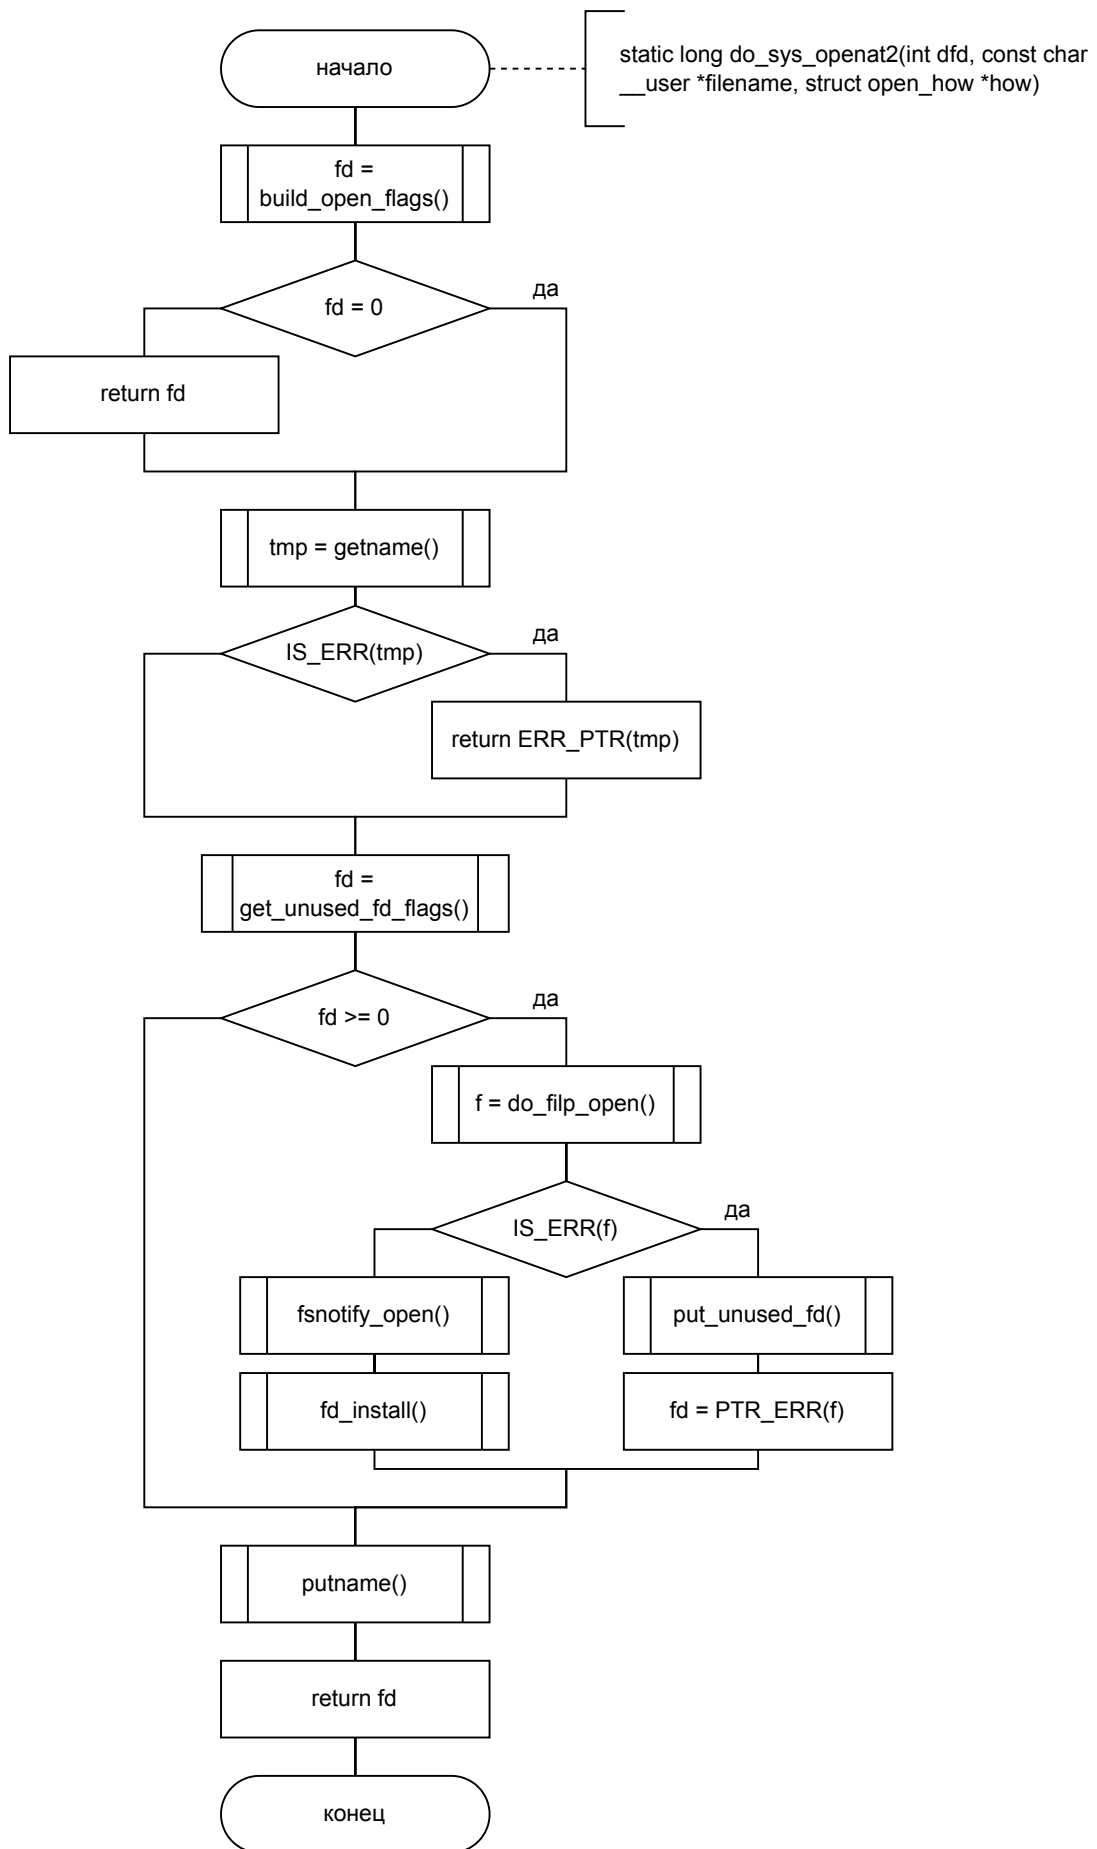 начало
static long do_sys_openat2(int dfd, const char
__user *filename, struct open_how *how)
fd =
build_open_flags()
да
fd = 0
return fd
tmp = getname()
да
IS_ERR(tmp)
return ERR_PTR(tmp)
fd =
get_unused_fd_flags()
да
fd >= 0
f = do_filp_open()
да
IS_ERR(f)
fsnotify_open()
put_unused_fd()
fd_install()
fd = PTR_ERR(f)
putname()
return fd
конец